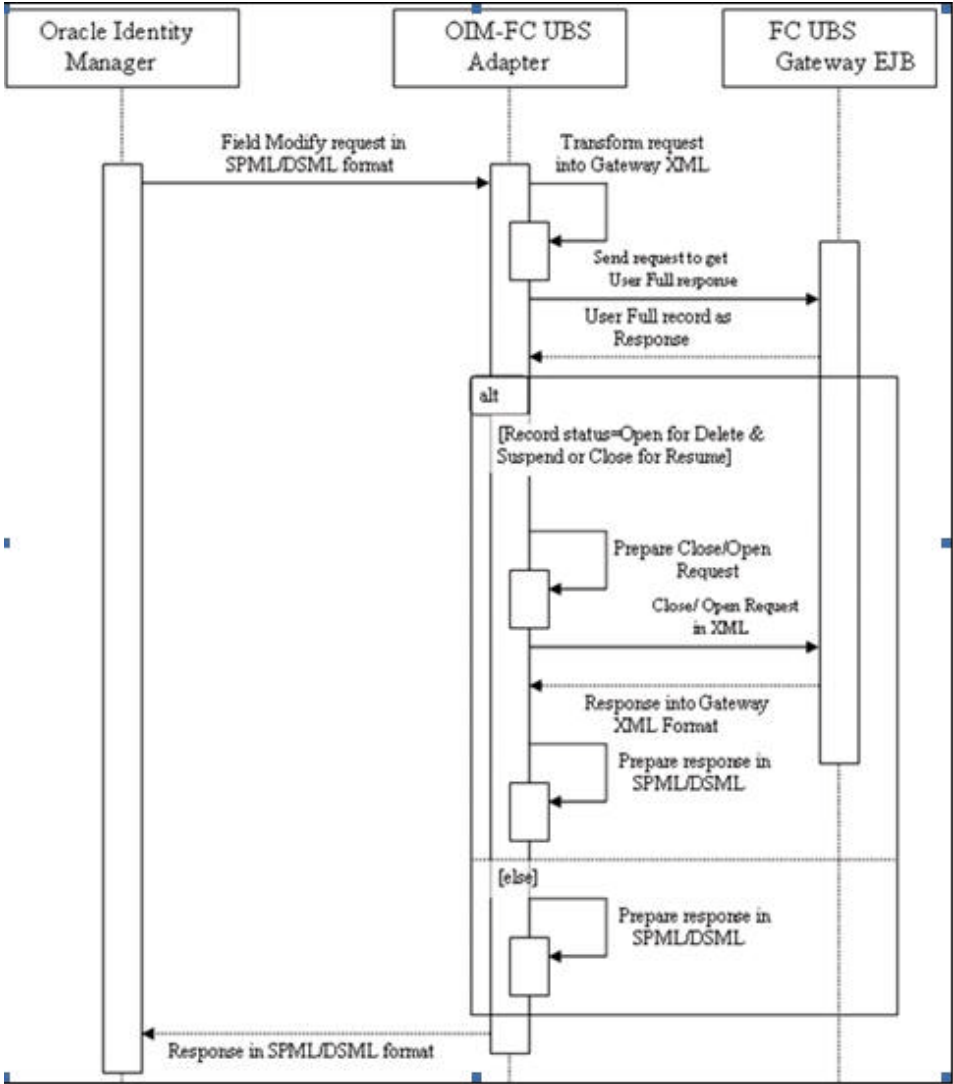 Oracle Identity
Manager
OIM-FC UBS
Adapter
FC UBS
Gateway EJB
Field Modify request in
SPML/DSML format
Transform request
into Gateway XML
Send request to get
User Full response
User Full record as
Response
alt
[Record status=Open for Delete &
Suspend or Close for Resume]
Prepare Close/Open
Request
Close/ Open Request
in XML
Response into Gateway
XML Format
Prepare response in
SPML/DSML
[else]
Prepare response in
SPML/DSML
Response in SPML/DSML format